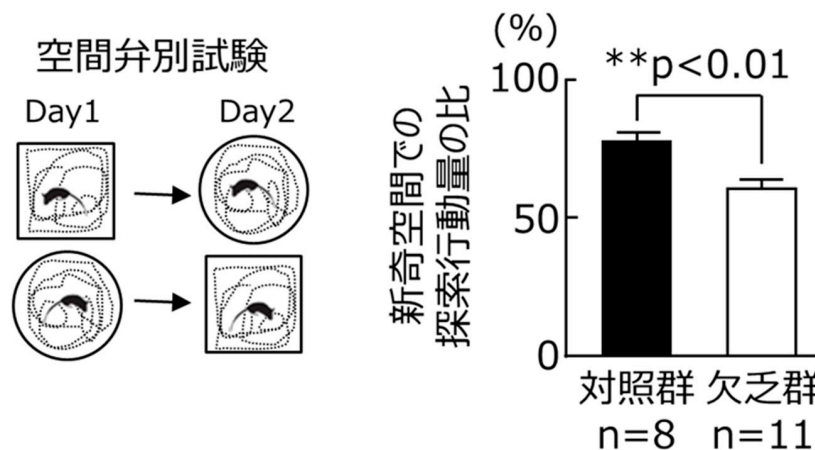 空間弁別試験
Day1
Day2
(%)
100
50
0
**p<0.01
新奇空間での
探索行動量の比
対照群
欠乏群
n=8
n=11